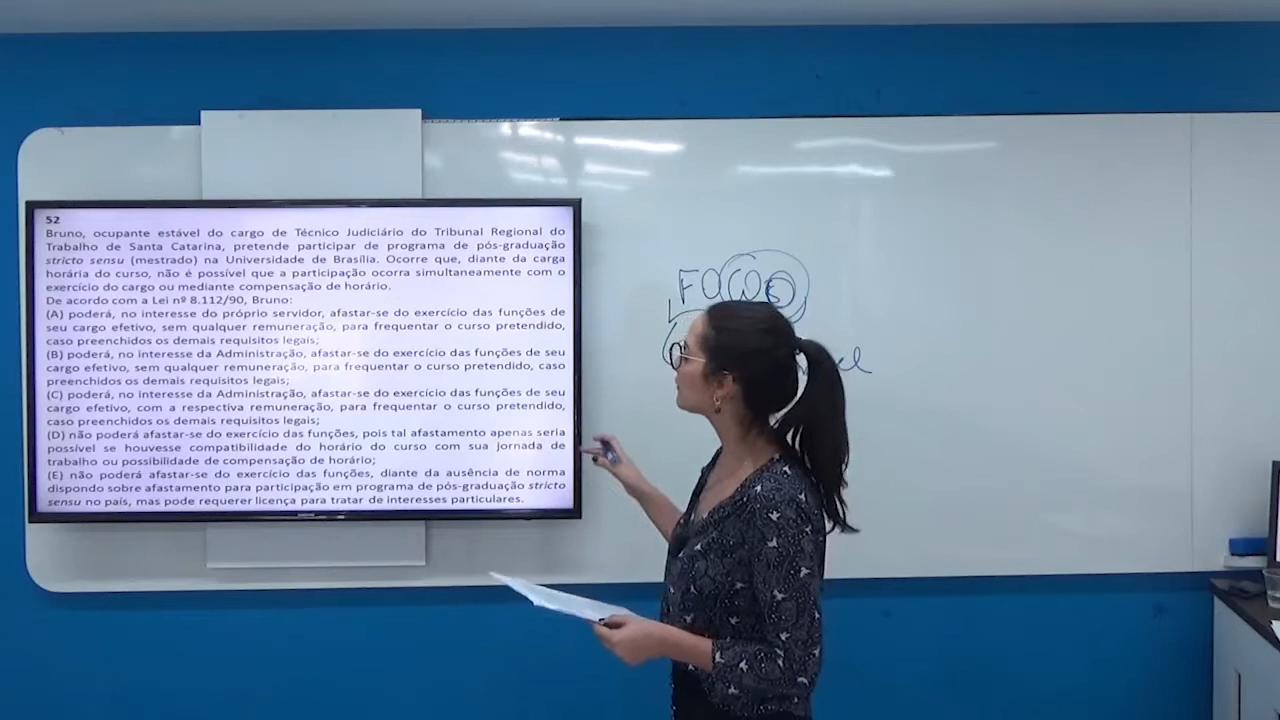 52
Bruno, ocupante estável do cargo de Técnico Judiciário do Tribunal Regional do
Trabalho de Santa Catarina, pretende participar de programa de pós-graduação
stricto sensu (mestrado) na Universidade de Brasília. Ocorre que, diante da carga
horária do curso, não é possível que a participação ocorra simultaneamente com o
exercício do cargo ou mediante compensação de horário.
De acordo com a Lei nº 8.112/90, Bruno:
(A) poderá, no interesse do próprio servidor, afastar-se do exercício das funções de
seu cargo efetivo, sem qualquer remuneração, para frequentar o curso pretendido,
caso preenchidos os demais requisitos legais;
(B) poderá, no interesse da Administração, afastar-se do exercício das funções de seu
cargo efetivo, sem qualquer remuneração, para frequentar o curso pretendido, caso
preenchidos os demais requisitos legais;
(C) poderá, no interesse da Administração, afastar-se do exercício das funções de seu
cargo efetivo, com a respectiva remuneração, para frequentar o curso pretendido,
caso preenchidos os demais requisitos legais;
(D) não poderá afastar-se do exercício das funções, pois tal afastamento apenas seria
possível se houvesse compatibilidade do horário do curso com sua jornada de
trabalho ou possibilidade de compensação de horário;
(E) não poderá afastar-se do exercício das funções, diante da ausência de norma
dispondo sobre afastamento para participação em programa de pós-graduação stricto
sensu no país, mas pode requerer licença para tratar de interesses particulares.